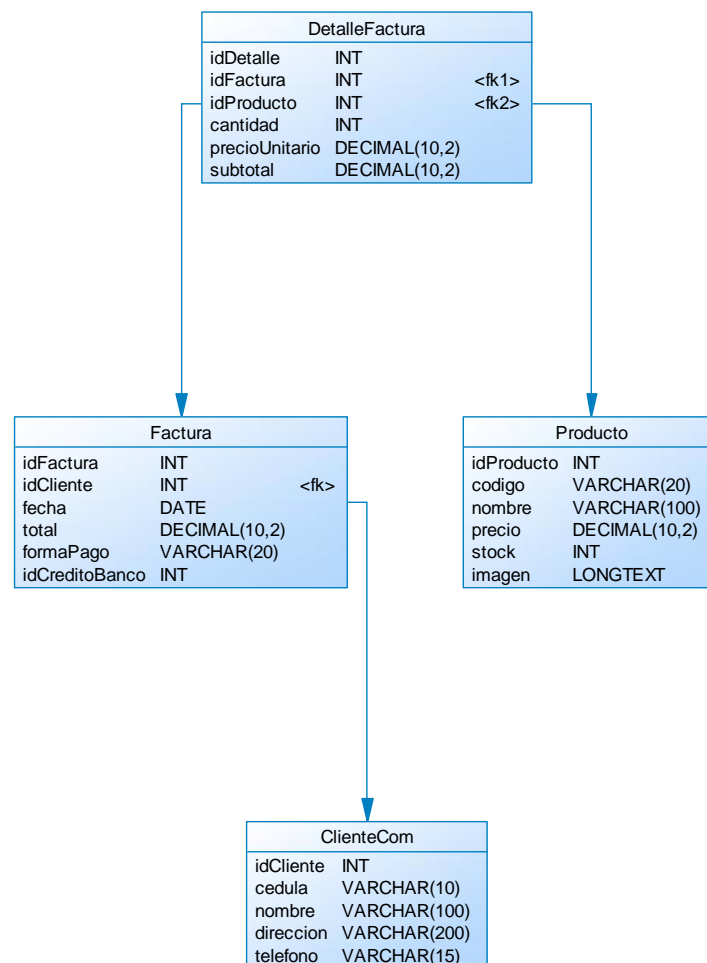 DetalleFactura
idDetalle INT
idFactura INT <fk1>
idProducto INT <fk2>
cantidad INT
precioUnitario DECIMAL(10,2)
subtotal DECIMAL(10,2)
Factura
idFactura INT
idCliente INT <fk>
fecha DATE
total DECIMAL(10,2)
formaPago VARCHAR(20)
idCreditoBanco INT
Producto
idProducto INT
codigo VARCHAR(20)
nombre VARCHAR(100)
precio DECIMAL(10,2)
stock INT
imagen LONGTEXT
ClienteCom
idCliente INT
cedula VARCHAR(10)
nombre VARCHAR(100)
direccion VARCHAR(200)
telefono VARCHAR(15)